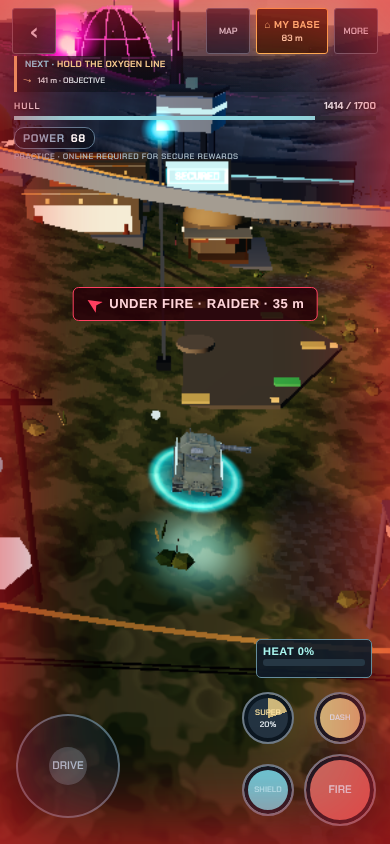 ‹
MAP
⌂ MY BASE
83 m
MORE
NEXT · HOLD THE OXYGEN LINE
→ 141 m · OBJECTIVE
HULL
1414 / 1700
POWER 68
PRACTICE · ONLINE REQUIRED FOR SECURE REWARDS
SECURED
UNDER FIRE · RAIDER · 35 m
HEAT 0%
SUPER
20%
DASH
DRIVE
SHIELD
FIRE